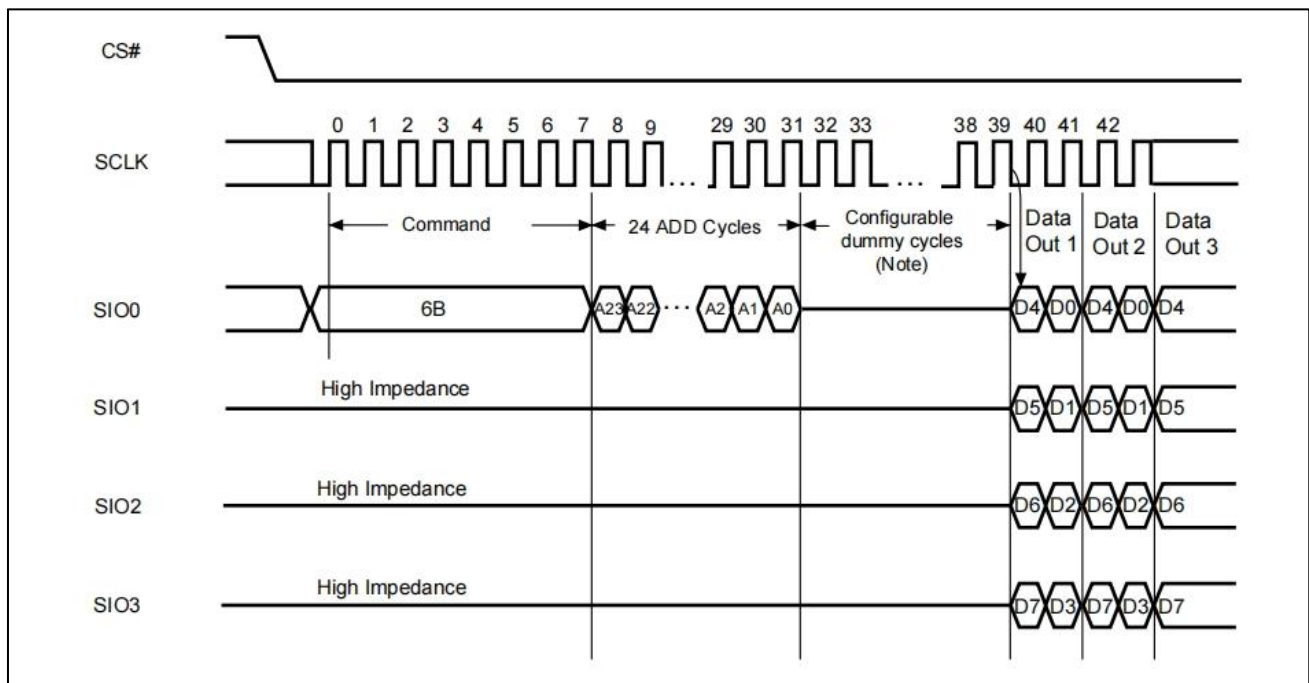 CS#
0 1 2 3 4 5 6 7 8 9 29 30 31 32 33 38 39 40 41 42
SCLK
... ...
Command 24 ADD Cycles Configurable dummy cycles (Note) Data Out 1 Data Out 2 Data Out 3
SIO0 6B A23 A22 ... A2 A1 A0 D4 D0 D4 D0 D4
High Impedance
SIO1 D5 D1 D5 D1 D5
High Impedance
SIO2 D6 D2 D6 D2 D6
High Impedance
SIO3 D7 D3 D7 D3 D7